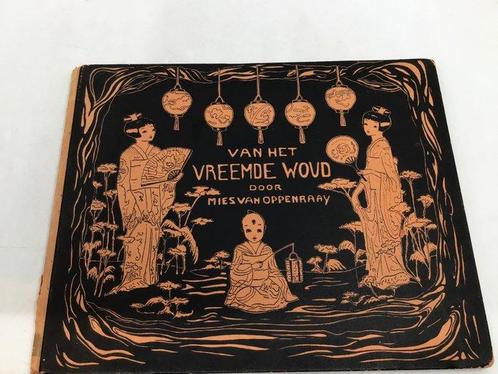 VAN HET
VREEMDE WOUD
DOOR
MIES VAN OPPENRAAY